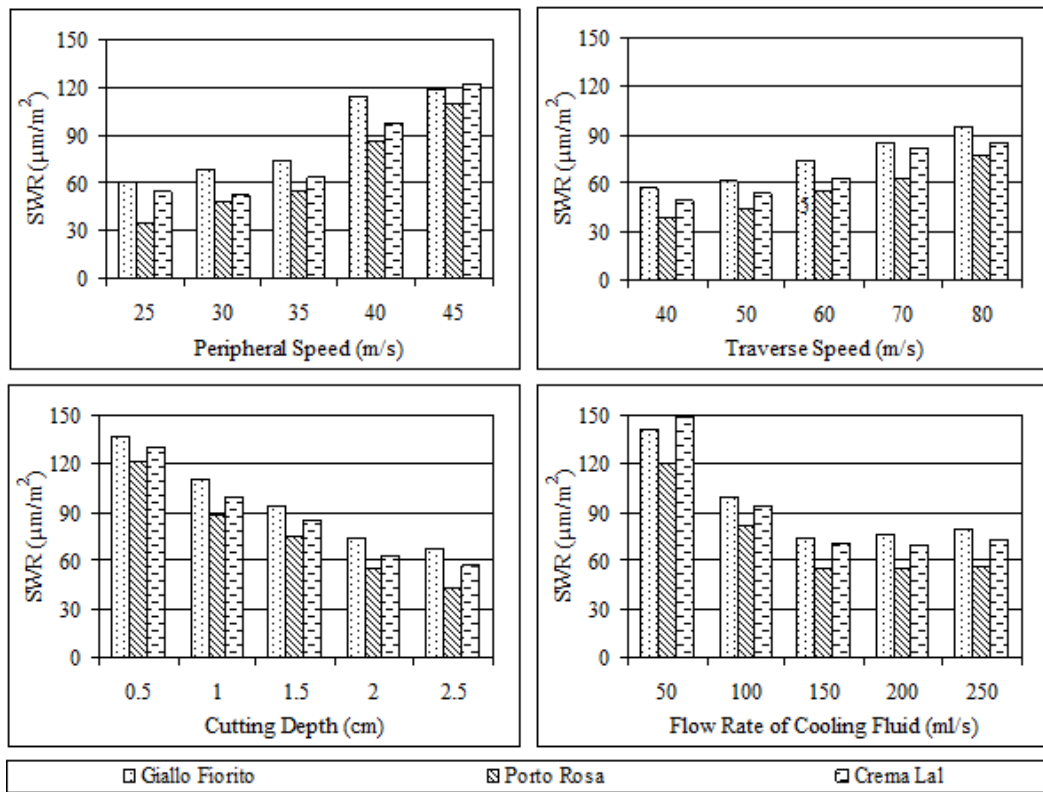 150
120
90
60
30
0
SWR (µm/m²)
25 30 35 40 45
Peripheral Speed (m/s)
150
120
90
60
30
0
SWR (µm/m²)
5
40 50 60 70 80
Traverse Speed (m/s)
150
120
90
60
30
0
SWR (µm/m²)
0.5 1 1.5 2 2.5
Cutting Depth (cm)
150
120
90
60
30
0
SWR (µm/m²)
50 100 150 200 250
Flow Rate of Cooling Fluid (ml/s)
Giallo Fiorito Porto Rosa Crema Lal